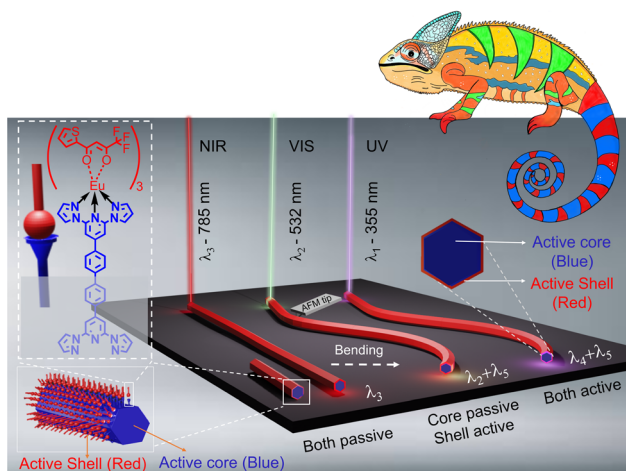 S
F
F
F
O
O
3
Eu
N N
N N N
N N N
N N
NIR
VIS
UV
λ3 - 785 nm
λ2 - 532 nm
λ1 - 355 nm
AFM tip
Active core
(Blue)
Active Shell
(Red)
Bending
λ3
λ2+λ5
λ4+λ5
Both passive
Core passive
Shell active
Both active
Active Shell (Red)
Active core (Blue)